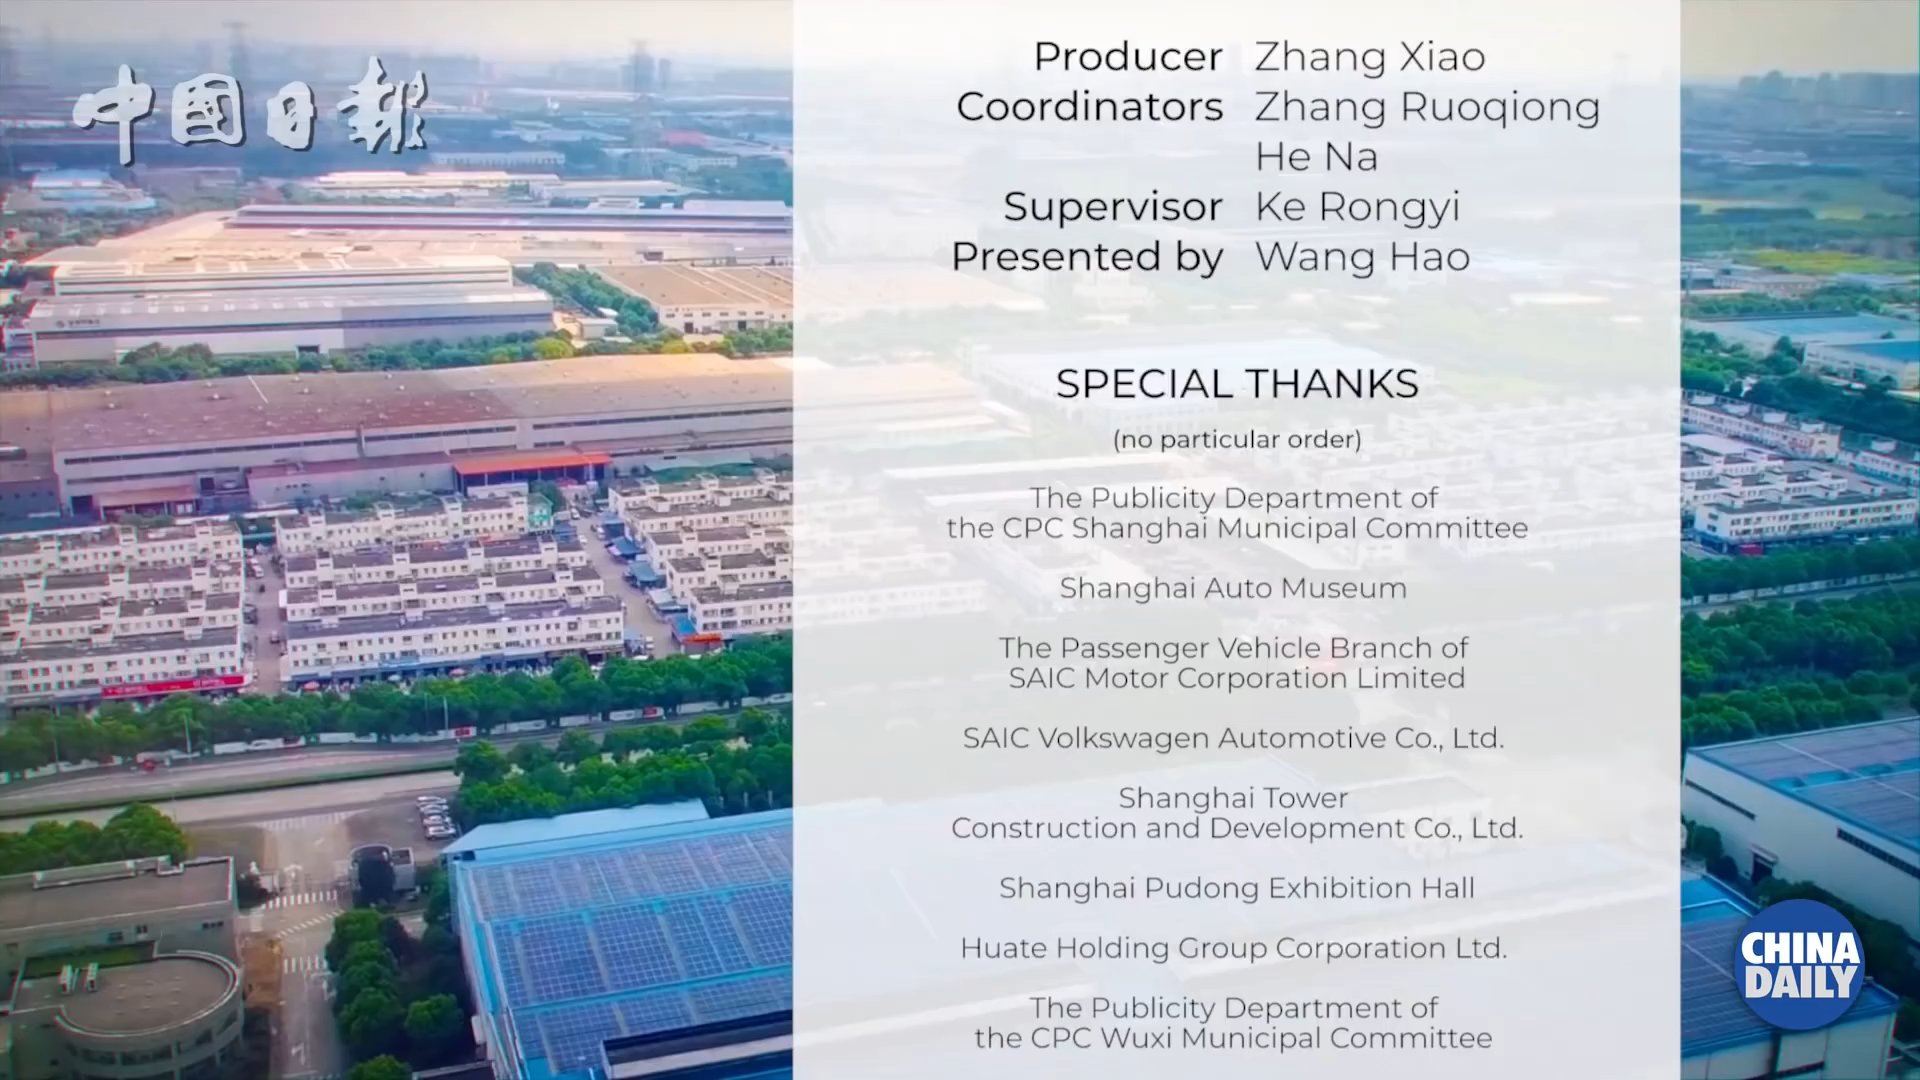 中國日報
Producer Zhang Xiao
Coordinators Zhang Ruoqiong
He Na
Supervisor Ke Rongyi
Presented by Wang Hao
SPECIAL THANKS
(no particular order)
The Publicity Department of
the CPC Shanghai Municipal Committee
Shanghai Auto Museum
The Passenger Vehicle Branch of
SAIC Motor Corporation Limited
SAIC Volkswagen Automotive Co., Ltd.
Shanghai Tower
Construction and Development Co., Ltd.
Shanghai Pudong Exhibition Hall
Huate Holding Group Corporation Ltd.
The Publicity Department of
the CPC Wuxi Municipal Committee
CHINA
DAILY